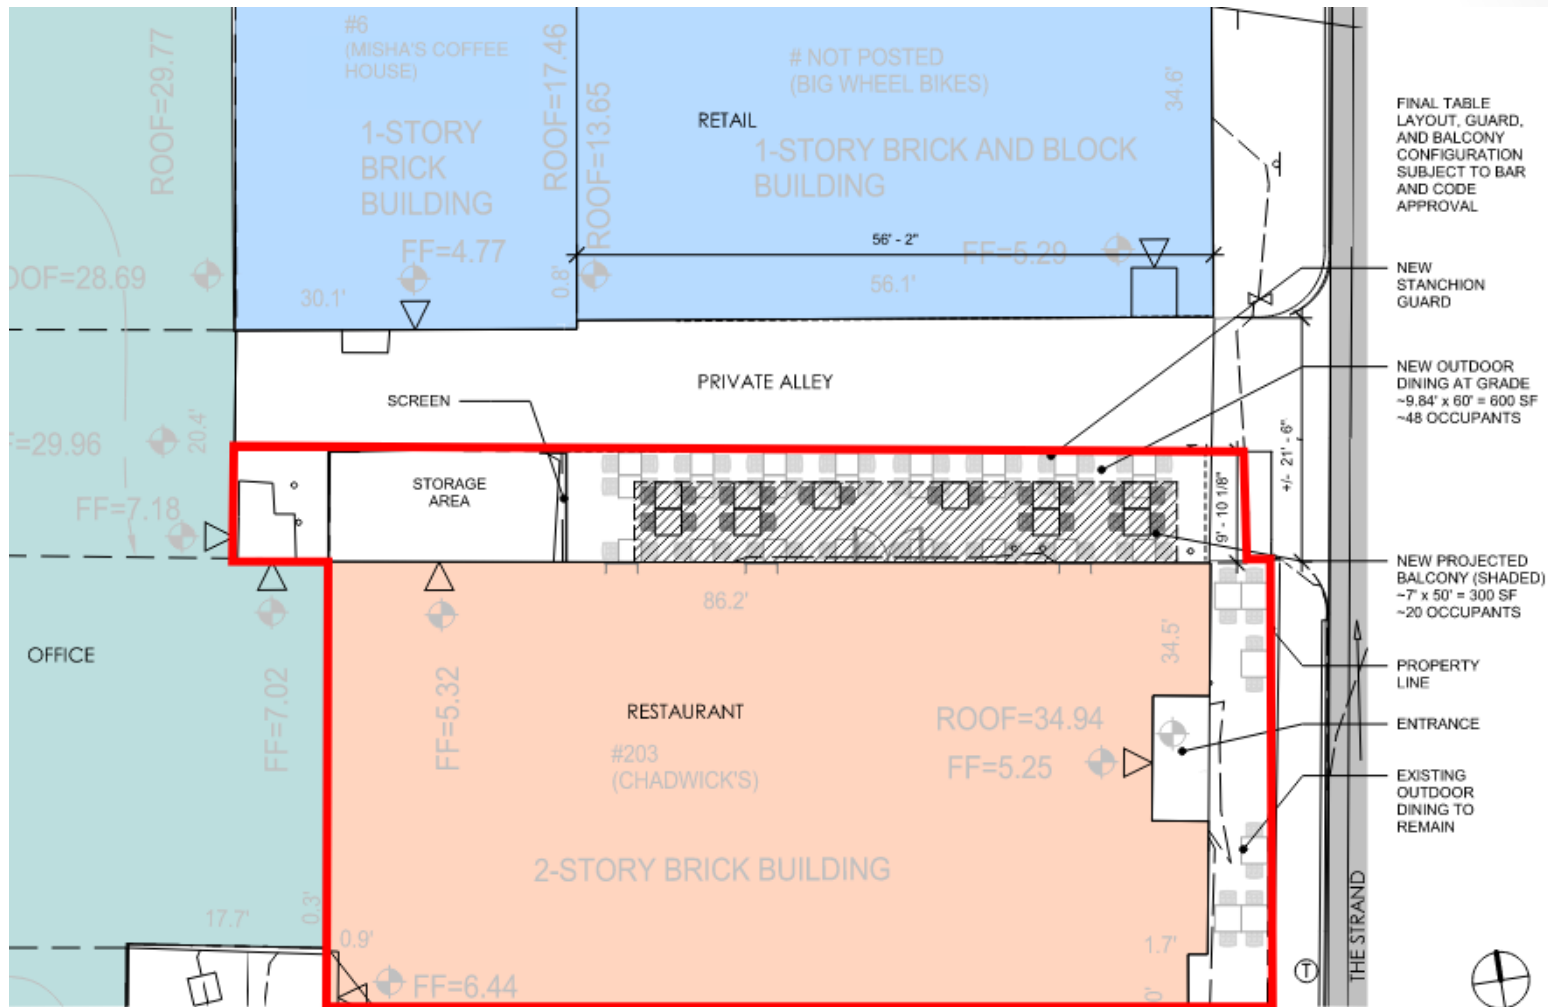 ROOF=29.77
#6
(MISHA'S COFFEE
HOUSE)
ROOF=17.46
ROOF=13.65
# NOT POSTED
(BIG WHEEL BIKES)
34.6'
RETAIL
1-STORY
BRICK
BUILDING
1-STORY BRICK AND BLOCK
BUILDING
FINAL TABLE
LAYOUT, GUARD,
AND BALCONY
CONFIGURATION
SUBJECT TO BAR
AND CODE
APPROVAL
56' - 2"
FF=4.77
FF=5.29
OOF=28.69
30.1'
0.8'
56.1'
NEW
STANCHION
GUARD
PRIVATE ALLEY
SCREEN
NEW OUTDOOR
DINING AT GRADE
~9.84' x 60' = 600 SF
~48 OCCUPANTS
F=29.96
20.4'
+/- 21' - 6"
STORAGE
AREA
9' - 10 1/8"
FF=7.18
NEW PROJECTED
BALCONY (SHADED)
~7' x 50' = 300 SF
~20 OCCUPANTS
86.2'
34.5'
OFFICE
FF=7.02
FF=5.32
PROPERTY
LINE
RESTAURANT
ROOF=34.94
ENTRANCE
#203
(CHADWICK'S)
FF=5.25
EXISTING
OUTDOOR
DINING TO
REMAIN
2-STORY BRICK BUILDING
17.7'
0.3'
0.9'
1.7'
THE STRAND
FF=6.44
0'
T